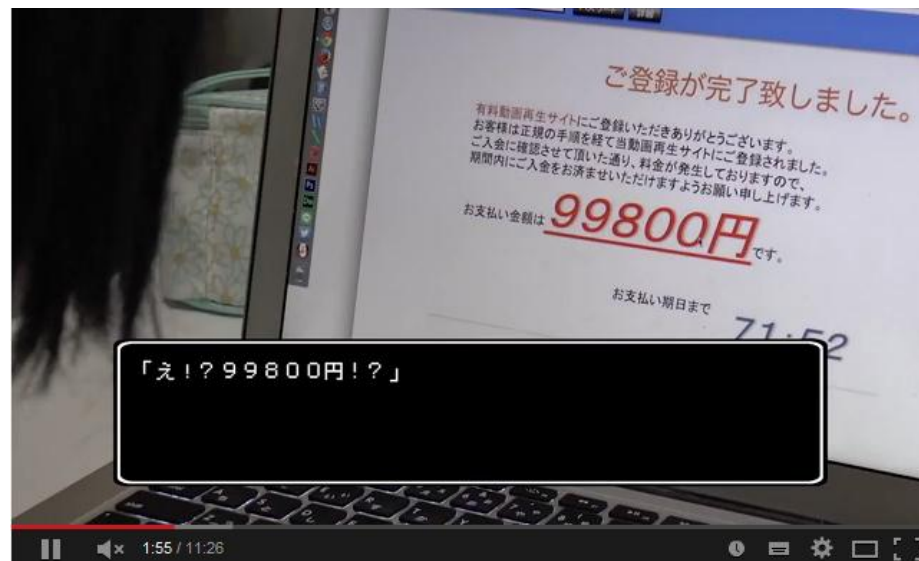 ご登録が完了致しました。
有料動画再生サイトにご登録いただきありがとうございます。
お客様は正規の手順を経て当動画再生サイトにご登録されました。
ご入会に確認させて頂いた通り、料金が発生しておりますので、
期間内にご入金をお済ませいただけますようお願い申し上げます。
お支払い金額は 99800円 です。
お支払い期日まで
71:52
「え!?99800円!?」
1:55 / 11:26